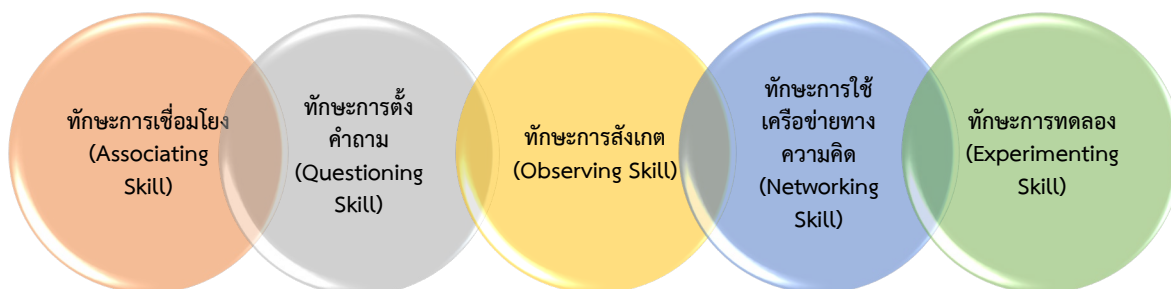 ทักษะการเชื่อมโยง
(Associating
Skill)
ทักษะการตั้ง
คำถาม
(Questioning
Skill)
ทักษะการสังเกต
(Observing Skill)
ทักษะการใช้
เครือข่ายทาง
ความคิด
(Networking
Skill)
ทักษะการทดลอง
(Experimenting
Skill)